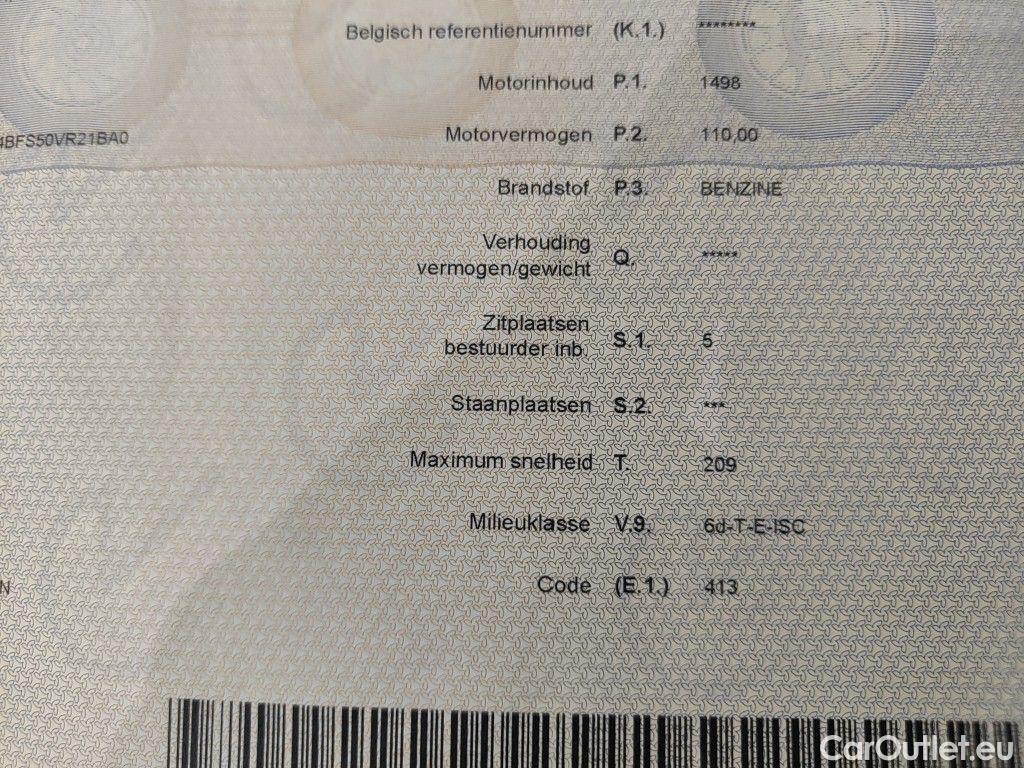 Belgisch referentienummer (K.1.) ********
Motorinhoud P.1. 1498
4BFS50VR21BA0
Motorvermogen P.2. 110,00
Brandstof P.3. BENZINE
Verhouding
vermogen/gewicht Q. *****
Zitplaatsen
bestuurder inb. S.1. 5
Staanplaatsen S.2. ***
Maximum snelheid T. 209
Milieuklasse V.9. 6d-T-E-ISC
N
Code (E.1.) 413
CarOutlet.eu